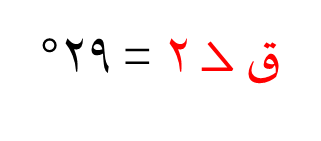 ق ∠ ٢ = ٢٩°